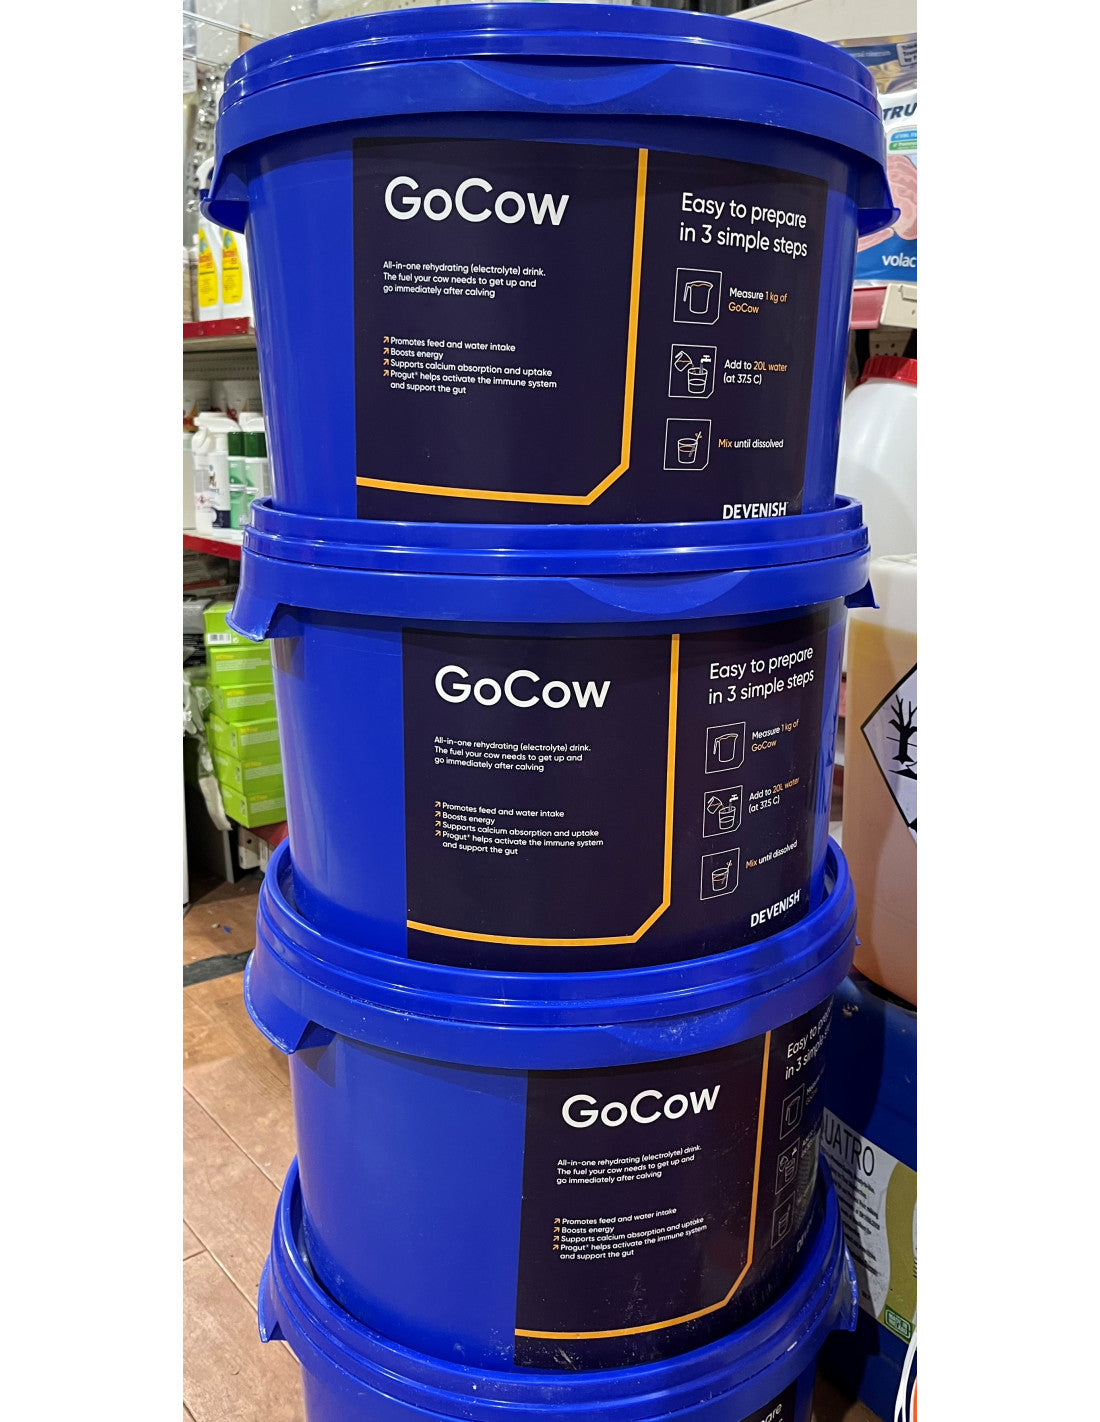 GoCow
All-in-one rehydrating (electrolyte) drink.
The fuel your cow needs to get up and
go immediately after calving
Promotes feed and water intake
Boosts energy
Supports calcium absorption and uptake
Progut® helps activate the immune system
and support the gut
Easy to prepare
in 3 simple steps
Measure 1 kg of
GoCow
Add to 20L water
(at 37.5 C)
Mix until dissolved
DEVENISH
TRU
volac
GoCow
All-in-one rehydrating (electrolyte) drink.
The fuel your cow needs to get up and
go immediately after calving
Promotes feed and water intake
Boosts energy
Supports calcium absorption and uptake
Progut® helps activate the immune system
and support the gut
Easy to prepare
in 3 simple steps
Measure 1 kg of
GoCow
Add to 20L water
(at 37.5 C)
Mix until dissolved
DEVENISH
GoCow
All-in-one rehydrating (electrolyte) drink.
The fuel your cow needs to get up and
go immediately after calving
Promotes feed and water intake
Boosts energy
Supports calcium absorption and uptake
Progut® helps activate the immune system
and support the gut
Easy to prepare
in 3 simple
UATRO